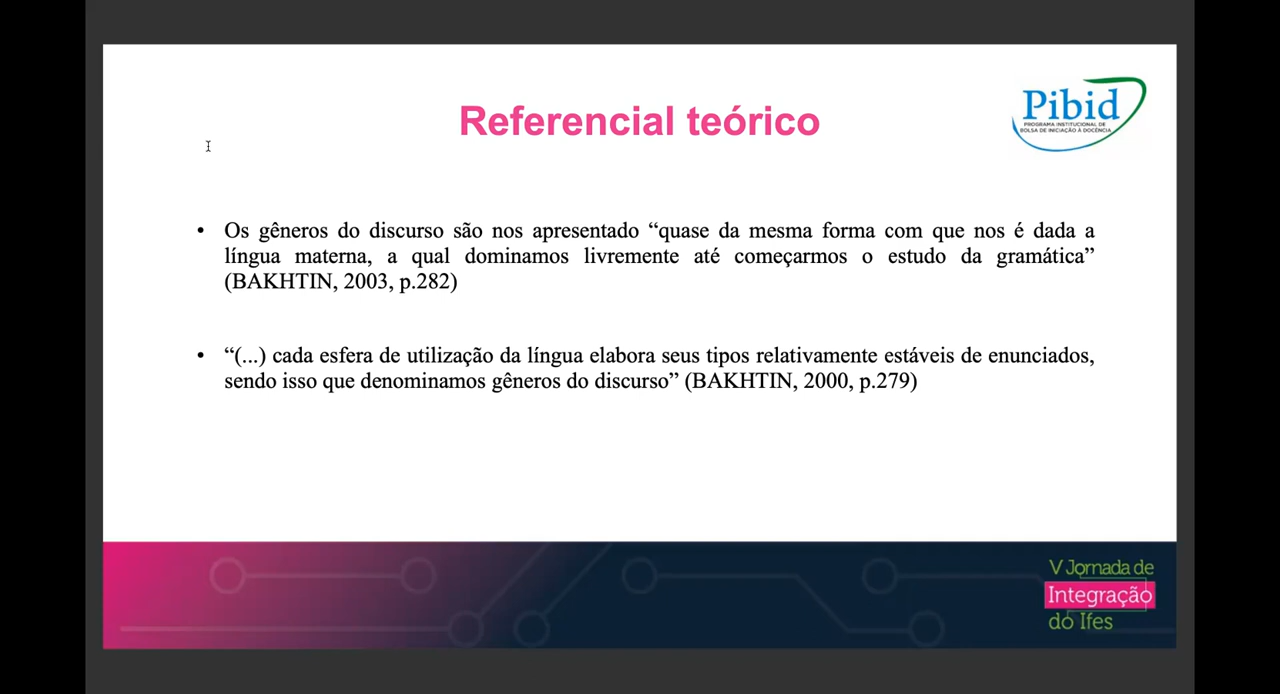 Referencial teórico
Pibid
PROGRAMA INSTITUCIONAL DE
BOLSA DE INICIAÇÃO À DOCÊNCIA
• Os gêneros do discurso são nos apresentado “quase da mesma forma com que nos é dada a
língua materna, a qual dominamos livremente até começarmos o estudo da gramática”
(BAKHTIN, 2003, p.282)
• “(...) cada esfera de utilização da língua elabora seus tipos relativamente estáveis de enunciados,
sendo isso que denominamos gêneros do discurso” (BAKHTIN, 2000, p.279)
V Jornada de
Integração
do Ifes